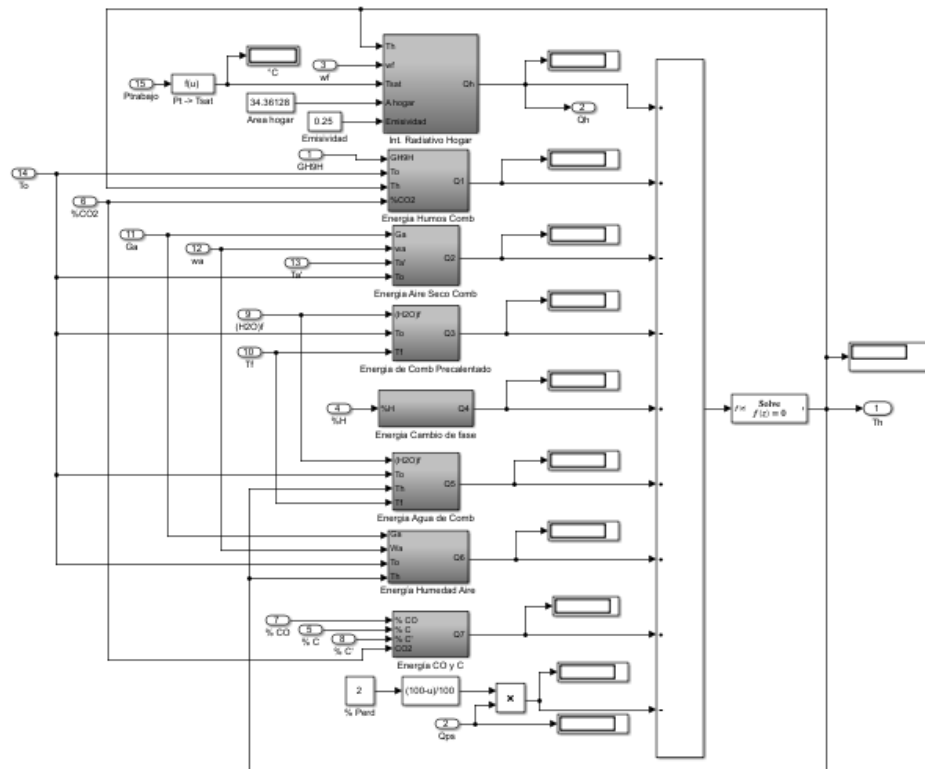 Th
wf
Tsat
A hogar
Emisividad
Qh
Int. Radiativo Hogar
3
wf
°C
15
Ptrabajo
f(u)
Pt -> Tsat
34.36128
Area hogar
0.25
Emisividad
2
Qh
1
GH9H
GH9H
To
Th
%CO2
Q1
Energia Humos Comb
14
To
6
%CO2
11
Ga
12
wa
13
Ta'
Ga
wa
Ta'
To
Q2
Energia Aire Seco Comb
9
(H2O)f
10
Tf
(H2O)f
To
Tf
Q3
Energia de Comb Precalentado
4
%H
%H
Q4
Energia Cambio de fase
Solve
f(z) = 0
1
Th
(H2O)f
To
Th
Tf
Q5
Energia Agua de Comb
Ga
Wa
To
Th
Q6
Energía Humedad Aire
7
% CO
5
% C
8
% C'
% CO
% C
% C'
CO2
Q7
Energía CO y C
2
% Perd
(100-u)/100
×
2
Qps